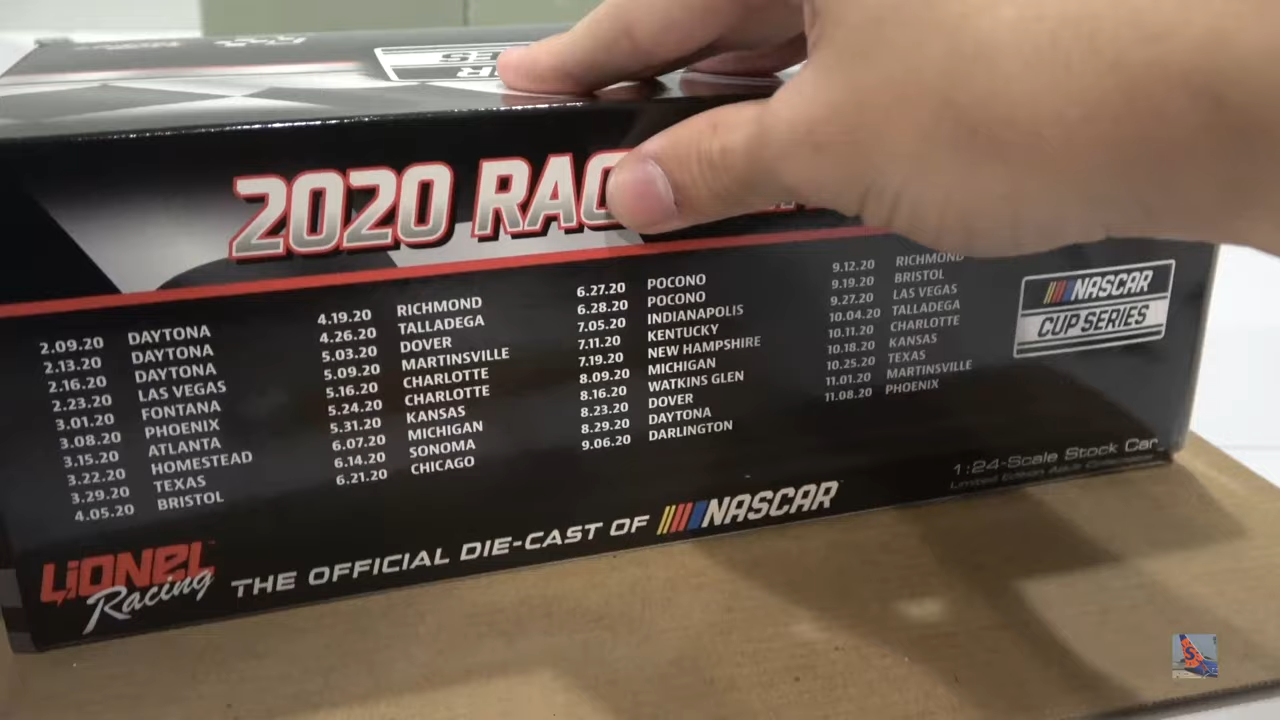 2020 RAC
2.09.20 DAYTONA
2.13.20 DAYTONA
2.16.20 DAYTONA
2.23.20 LAS VEGAS
3.01.20 FONTANA
3.08.20 PHOENIX
3.15.20 ATLANTA
3.22.20 HOMESTEAD
3.29.20 TEXAS
4.05.20 BRISTOL
4.19.20 RICHMOND
4.26.20 TALLADEGA
5.03.20 DOVER
5.09.20 MARTINSVILLE
5.16.20 CHARLOTTE
5.24.20 CHARLOTTE
5.31.20 KANSAS
6.07.20 MICHIGAN
6.14.20 SONOMA
6.21.20 CHICAGO
6.27.20 POCONO
6.28.20 POCONO
7.05.20 INDIANAPOLIS
7.11.20 KENTUCKY
7.19.20 NEW HAMPSHIRE
8.09.20 MICHIGAN
8.16.20 WATKINS GLEN
8.23.20 DOVER
8.29.20 DAYTONA
9.06.20 DARLINGTON
9.12.20 RICHMOND
9.19.20 BRISTOL
9.27.20 LAS VEGAS
10.04.20 TALLADEGA
10.11.20 CHARLOTTE
10.18.20 KANSAS
10.25.20 TEXAS
11.01.20 MARTINSVILLE
11.08.20 PHOENIX
NASCAR
CUP SERIES
1:24-Scale Stock Car
Limited Edition Adult
LIONEL
Racing
THE OFFICIAL DIE-CAST OF NASCAR